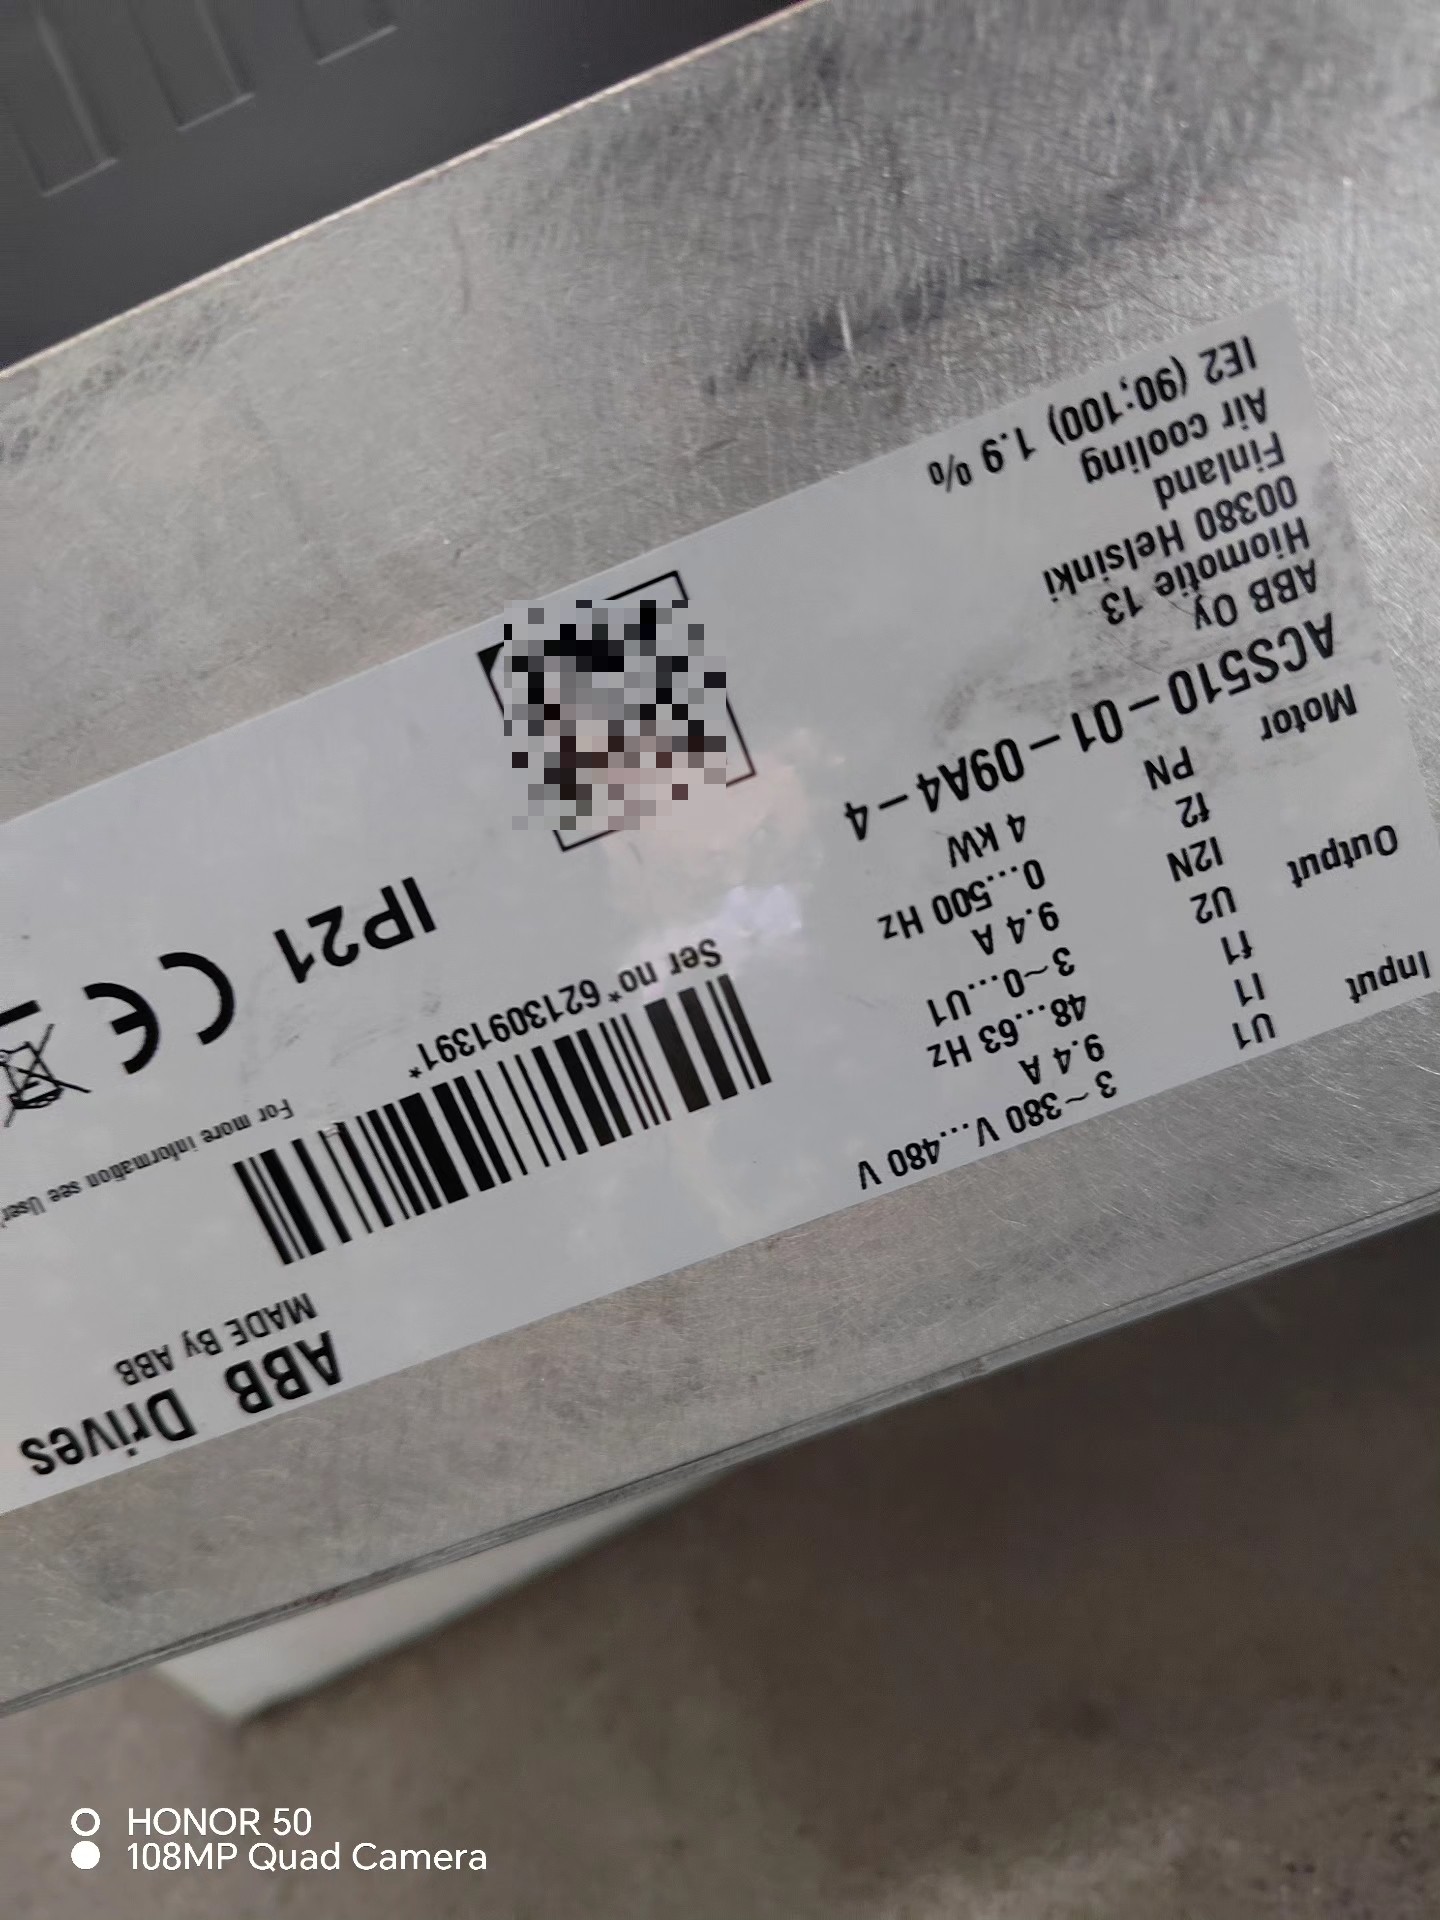 ABB Drives
MADE By ABB
For more information see User
Ser no*6213091391*
IP21
Input
U1 3~380 V...480 V
I1 9.4 A
f1 48...63 Hz
Output
U2 3~0...U1
I2N 9.4 A
f2 0...500 Hz
Motor
PN 4 kW
ACS510-01-09A4-4
ABB Oy
Hiomotie 13
00380 Helsinki
Finland
Air cooling
IE2 (90;100) 1.9 %
HONOR 50
108MP Quad Camera